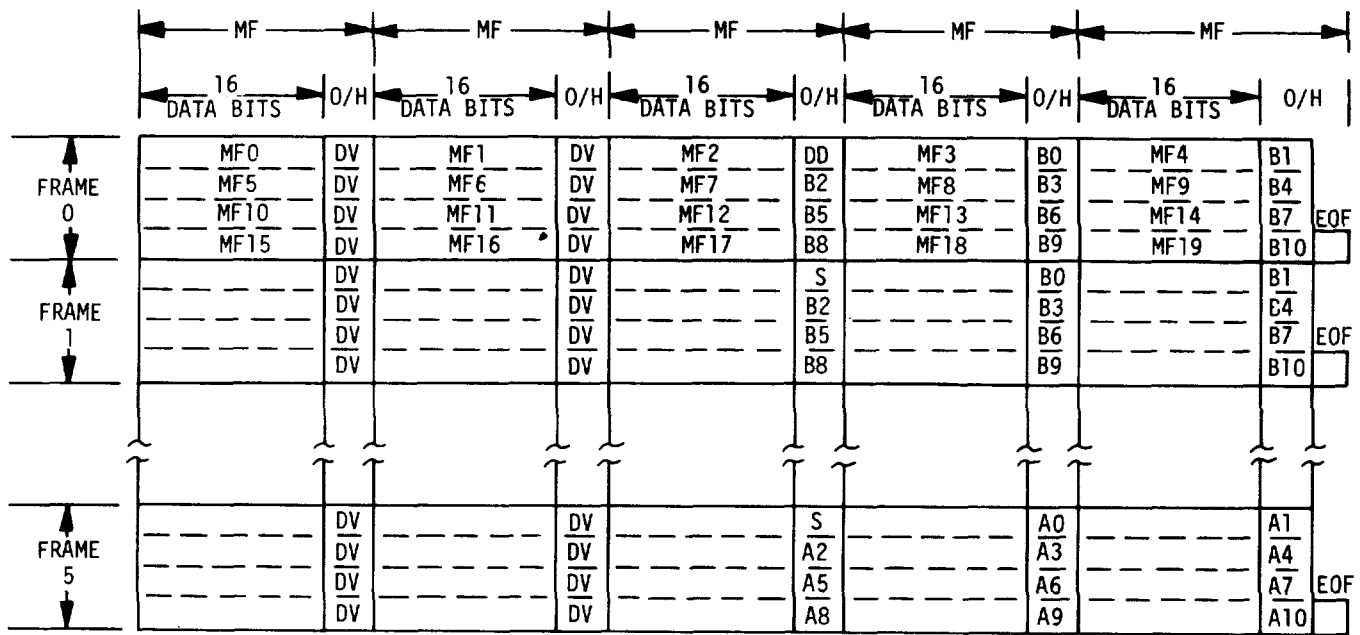 MF MF MF MF MF
16 DATA BITS O/H 16 DATA BITS O/H 16 DATA BITS O/H 16 DATA BITS O/H 16 DATA BITS O/H
FRAME 0
MF0 DV MF1 DV MF2 DD MF3 B0 MF4 B1
MF5 DV MF6 DV MF7 B2 MF8 B3 MF9 B4
MF10 DV MF11 DV MF12 B5 MF13 B6 MF14 B7 EOF
MF15 DV MF16 DV MF17 B8 MF18 B9 MF19 B10
FRAME 1
DV DV S B0 B1
DV DV B2 B3 C4
DV DV B5 B6 B7 EOF
DV DV B8 B9 B10
FRAME 5
DV DV S A0 A1
DV DV A2 A3 A4
DV DV A5 A6 A7 EOF
DV DV A8 A9 A10